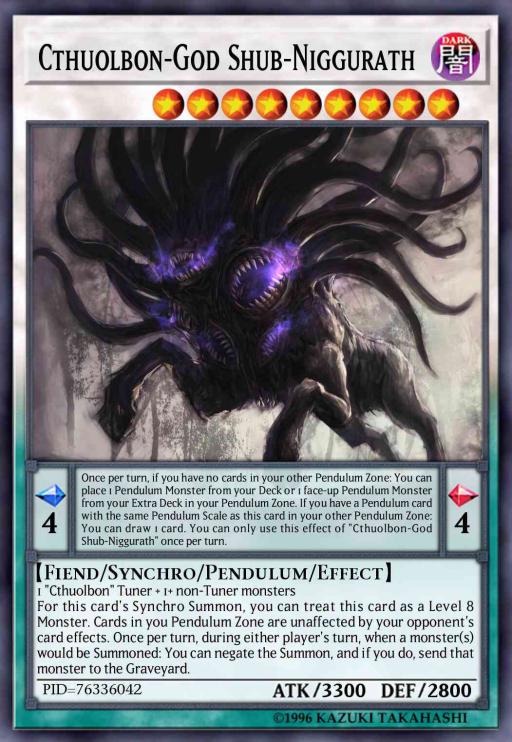 Cthuolbon-God Shub-Niggurath
DARK
闇
Once per turn, if you have no cards in your other Pendulum Zone: You can
place 1 Pendulum Monster from your Deck or 1 face-up Pendulum Monster
from your Extra Deck in your Pendulum Zone. If you have a Pendulum card
with the same Pendulum Scale as this card in your other Pendulum Zone:
You can draw 1 card. You can only use this effect of "Cthuolbon-God
Shub-Niggurath" once per turn.
4
4
【Fiend/Synchro/Pendulum/Effect】
1 "Cthuolbon" Tuner + 1+ non-Tuner monsters
For this card's Synchro Summon, you can treat this card as a Level 8
Monster. Cards in you Pendulum Zone are unaffected by your opponent's
card effects. Once per turn, during either player's turn, when a monster(s)
would be Summoned: You can negate the Summon, and if you do, send that
monster to the Graveyard.
PID=76336042
ATK/3300 DEF/2800
©1996 KAZUKI TAKAHASHI